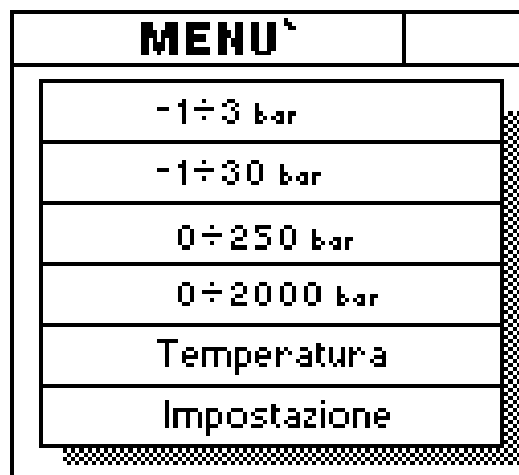 MENU`
-1÷3 bar
-1÷30 bar
0÷250 bar
0÷2000 bar
Temperatura
Impostazione